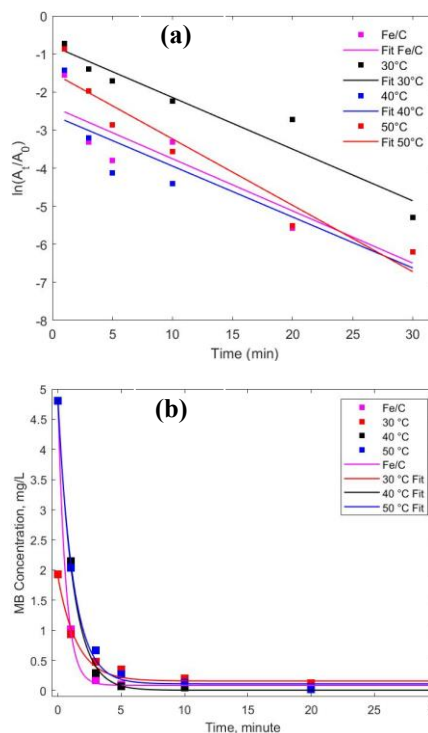 (a)
Fe/C
Fit Fe/C
30°C
Fit 30°C
40°C
Fit 40°C
50°C
Fit 50°C
0
-1
-2
-3
-4
-5
-6
-7
-8
ln(At/A0)
0 5 10 15 20 25 30
Time (min)
(b)
Fe/C
30 °C
40 °C
50 °C
Fe/C
30 °C Fit
40 °C Fit
50 °C Fit
5
4.5
4
3.5
3
2.5
2
1.5
1
0.5
0
MB Concentration, mg/L
0 5 10 15 20 25
Time, minute